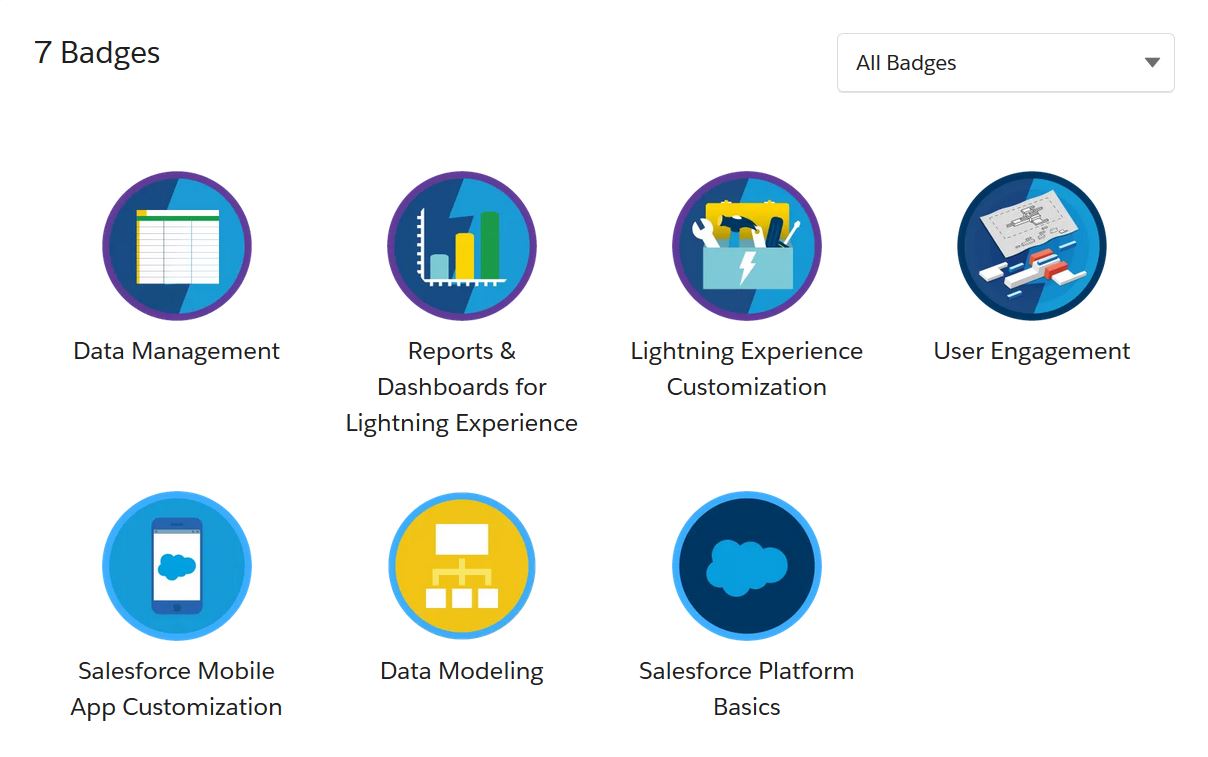 7 Badges
All Badges
Data Management
Reports &
Dashboards for
Lightning Experience
Lightning Experience
Customization
User Engagement
Salesforce Mobile
App Customization
Data Modeling
Salesforce Platform
Basics